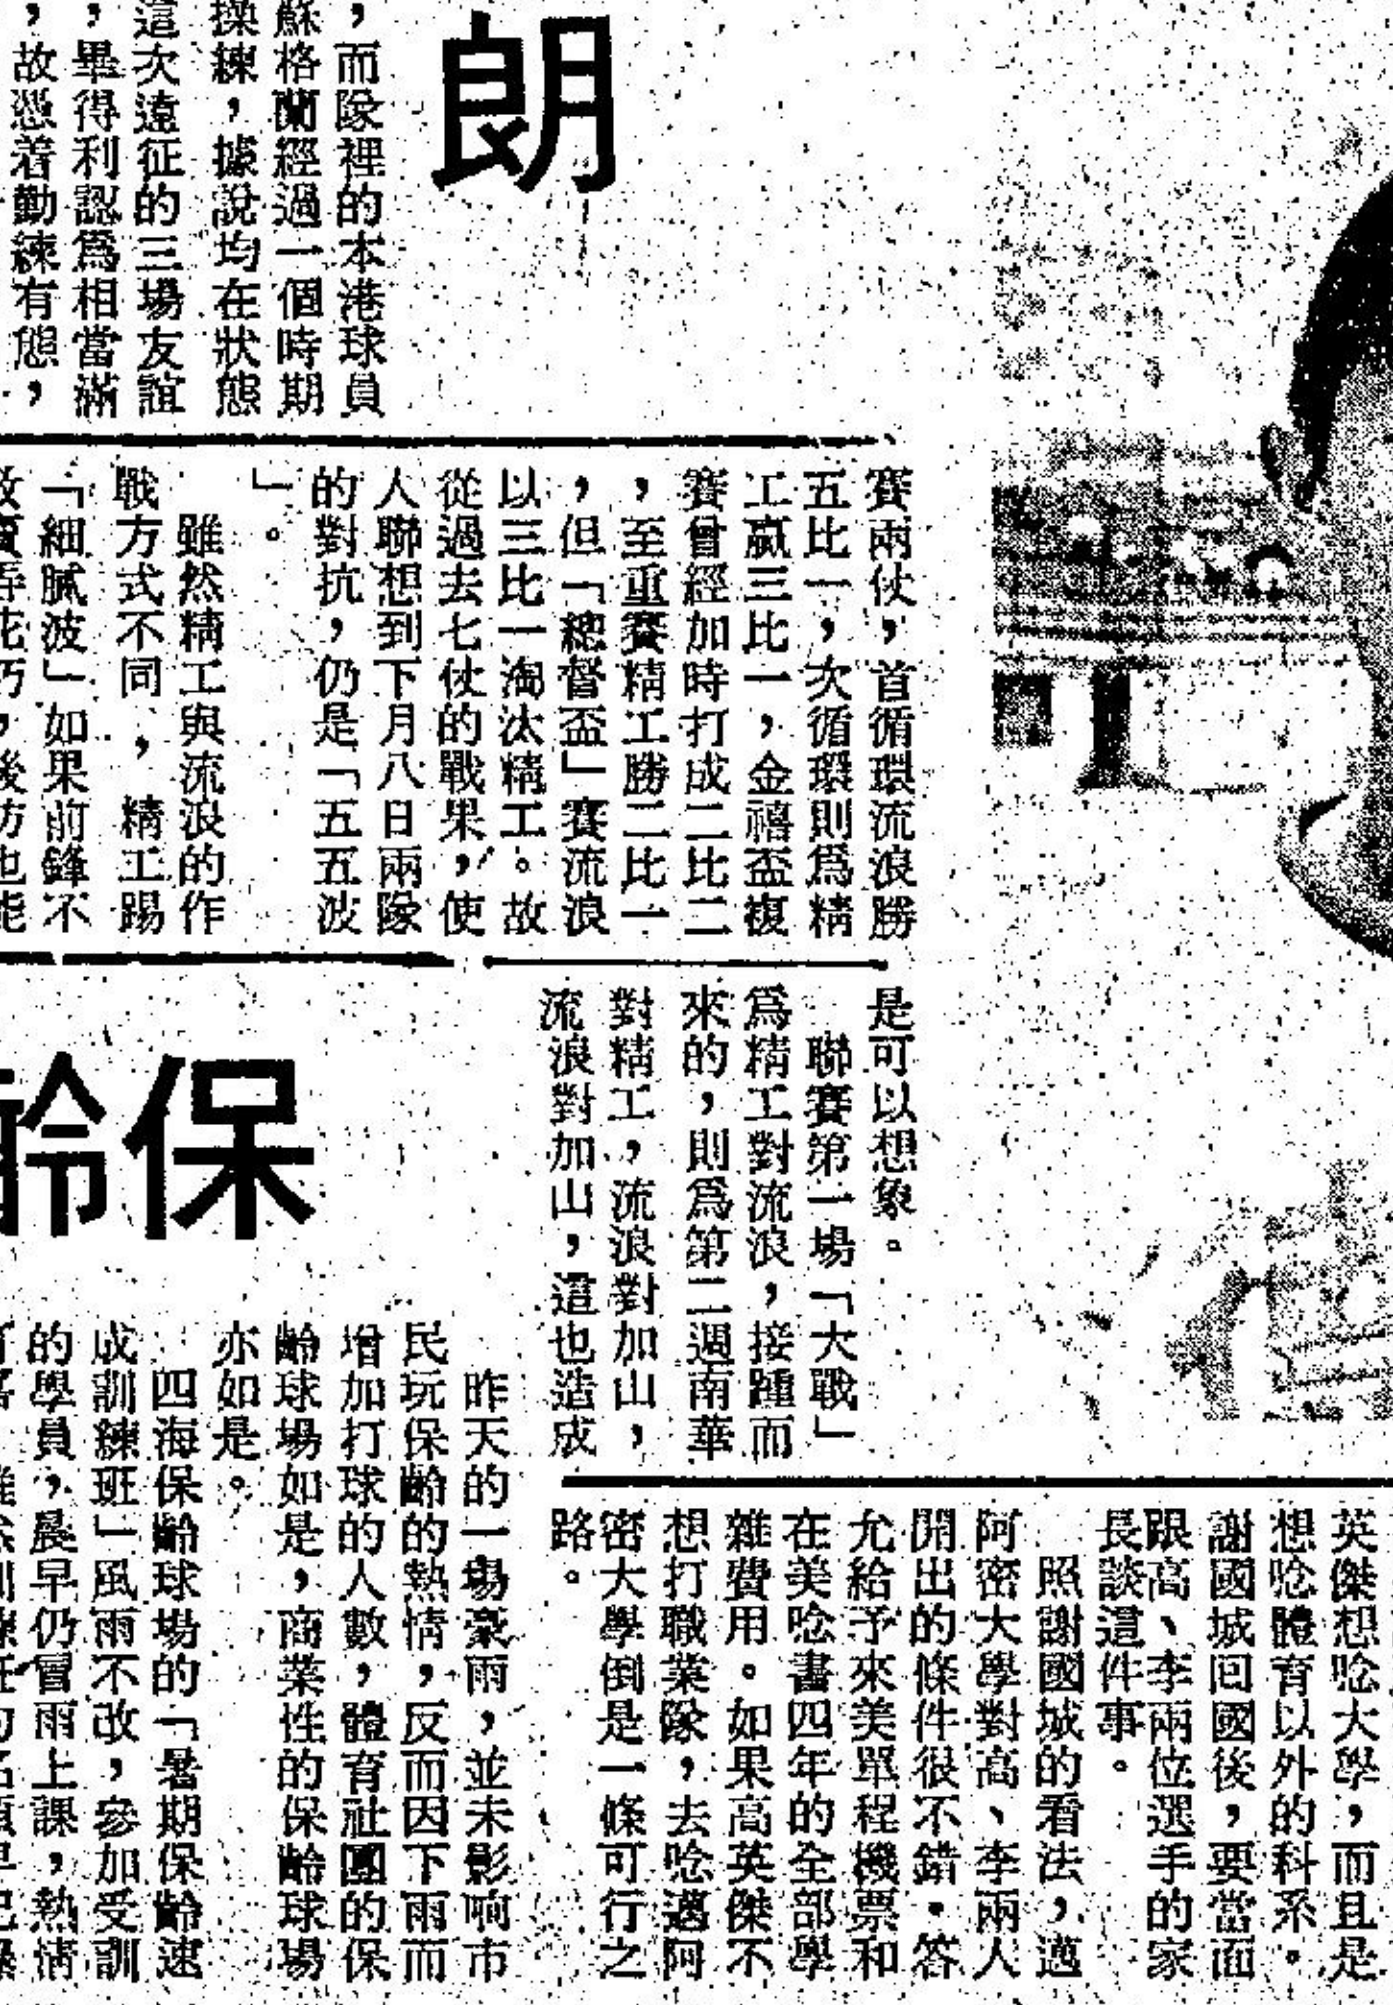 朗
，而隊裡的本港球員
蘇格蘭經過一個時期
操練，據說均在狀態
這次遠征的三場友誼
，畢得利認爲相當滿
，故憑着勤練有態，
賽兩仗，首循環流浪勝
五比一，次循環則爲精
工贏三比一，金禧盃複
賽曾經加時打成二比二
，至重賽精工勝二比一
，但「總督盃」賽流浪
以三比一淘汰精工。故
從過去七仗的戰果，使
人聯想到下月八日兩隊
的對抗，仍是「五五波
」。
雖然精工與流浪的作
戰方式不同，精工踢
「細膩波」如果前鋒不
是可以想象。
聯賽第一場「大戰」
爲精工對流浪，接踵而
來的，則爲第二週南華
對精工，流浪對加山，
流浪對加山，這也造成
保齡
昨天的一場豪雨，並未影响市
民玩保齡的熱情，反而因下雨而
增加打球的人數，體育社團的保
齡球場如是，商業性的保齡球場
亦如是。
四海保齡球場的「暑期保齡速
成訓練班」風雨不改，參加受訓
的學員，晨早仍冒雨上課，熱情
英傑想唸大學，而且是
想唸體育以外的科系。
謝國城回國後，要當面
跟高、李兩位選手的家
長談這件事。
照謝國城的看法，邁
阿密大學對高、李兩人
開出的條件很不錯，答
允給予來美單程機票和
在美唸書四年的全部學
雜費用。如果高英傑不
想打職業隊，去唸邁阿
密大學倒是一條可行之
路。